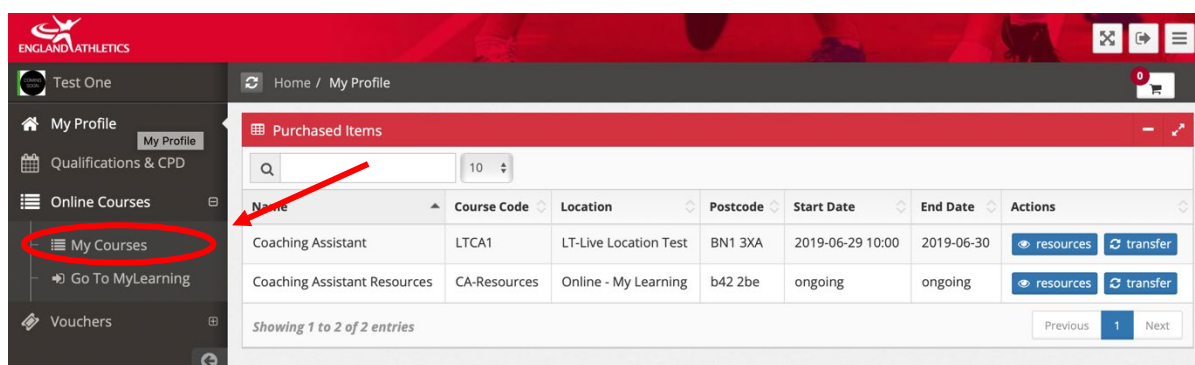 ENGLAND ATHLETICS
Test One
Home / My Profile
0
My Profile
My Profile
Qualifications & CPD
Online Courses
My Courses
Go To MyLearning
Vouchers
Purchased Items
10
Name Course Code Location Postcode Start Date End Date Actions
Coaching Assistant LTCA1 LT-Live Location Test BN1 3XA 2019-06-29 10:00 2019-06-30 resources transfer
Coaching Assistant Resources CA-Resources Online - My Learning b42 2be ongoing ongoing resources transfer
Showing 1 to 2 of 2 entries Previous 1 Next